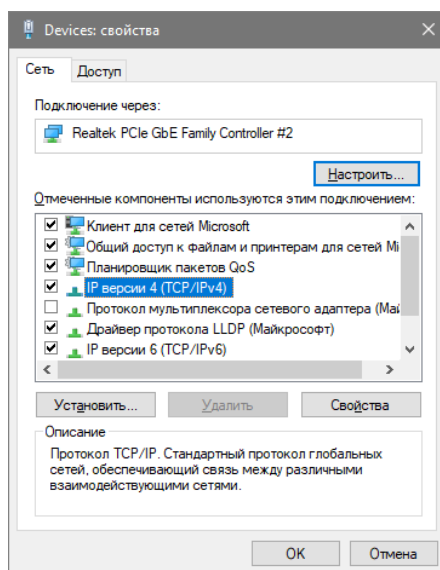 Devices: свойства
Сеть
Доступ
Подключение через:
Realtek PCIe GbE Family Controller #2
Настроить...
Отмеченные компоненты используются этим подключением:
Клиент для сетей Microsoft
Общий доступ к файлам и принтерам для сетей Mi
Планировщик пакетов QoS
IP версии 4 (TCP/IPv4)
Протокол мультиплексора сетевого адаптера (Май
Драйвер протокола LLDP (Майкрософт)
IP версии 6 (TCP/IPv6)
Установить...
Удалить
Свойства
Описание
Протокол TCP/IP. Стандартный протокол глобальных
сетей, обеспечивающий связь между различными
взаимодействующими сетями.
OK
Отмена